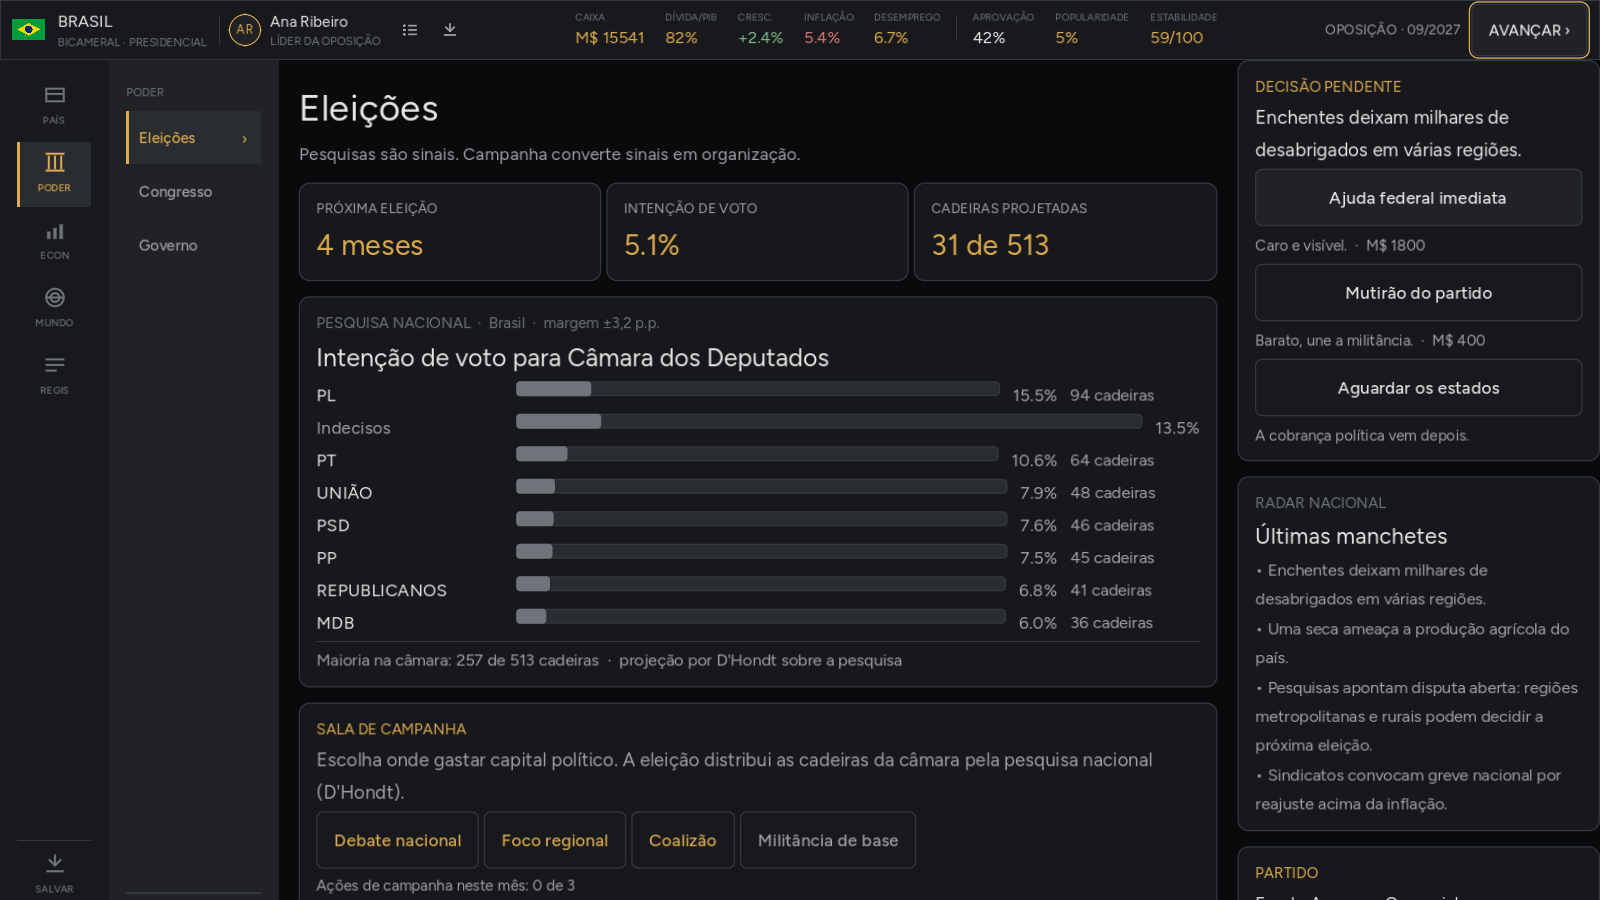 BRASIL
BICAMERAL · PRESIDENCIAL
AR
Ana Ribeiro
LÍDER DA OPOSIÇÃO
CAIXA
M$ 15541
DÍVIDA/PIB
82%
CRESC.
+2.4%
INFLAÇÃO
5.4%
DESEMPREGO
6.7%
APROVAÇÃO
42%
POPULARIDADE
5%
ESTABILIDADE
59/100
OPOSIÇÃO · 09/2027
AVANÇAR ›
PAÍS
PODER
ECON
MUNDO
REGIS
SALVAR
PODER
Eleições ›
Congresso
Governo
Eleições
Pesquisas são sinais. Campanha converte sinais em organização.
PRÓXIMA ELEIÇÃO
4 meses
INTENÇÃO DE VOTO
5.1%
CADEIRAS PROJETADAS
31 de 513
PESQUISA NACIONAL · Brasil · margem ±3,2 p.p.
Intenção de voto para Câmara dos Deputados
PL 15.5% 94 cadeiras
Indecisos 13.5%
PT 10.6% 64 cadeiras
UNIÃO 7.9% 48 cadeiras
PSD 7.6% 46 cadeiras
PP 7.5% 45 cadeiras
REPUBLICANOS 6.8% 41 cadeiras
MDB 6.0% 36 cadeiras
Maioria na câmara: 257 de 513 cadeiras · projeção por D'Hondt sobre a pesquisa
SALA DE CAMPANHA
Escolha onde gastar capital político. A eleição distribui as cadeiras da câmara pela pesquisa nacional
(D'Hondt).
Debate nacional
Foco regional
Coalizão
Militância de base
Ações de campanha neste mês: 0 de 3
DECISÃO PENDENTE
Enchentes deixam milhares de
desabrigados em várias regiões.
Ajuda federal imediata
Caro e visível. · M$ 1800
Mutirão do partido
Barato, une a militância. · M$ 400
Aguardar os estados
A cobrança política vem depois.
RADAR NACIONAL
Últimas manchetes
• Enchentes deixam milhares de
desabrigados em várias regiões.
• Uma seca ameaça a produção agrícola do
país.
• Pesquisas apontam disputa aberta: regiões
metropolitanas e rurais podem decidir a
próxima eleição.
• Sindicatos convocam greve nacional por
reajuste acima da inflação.
PARTIDO